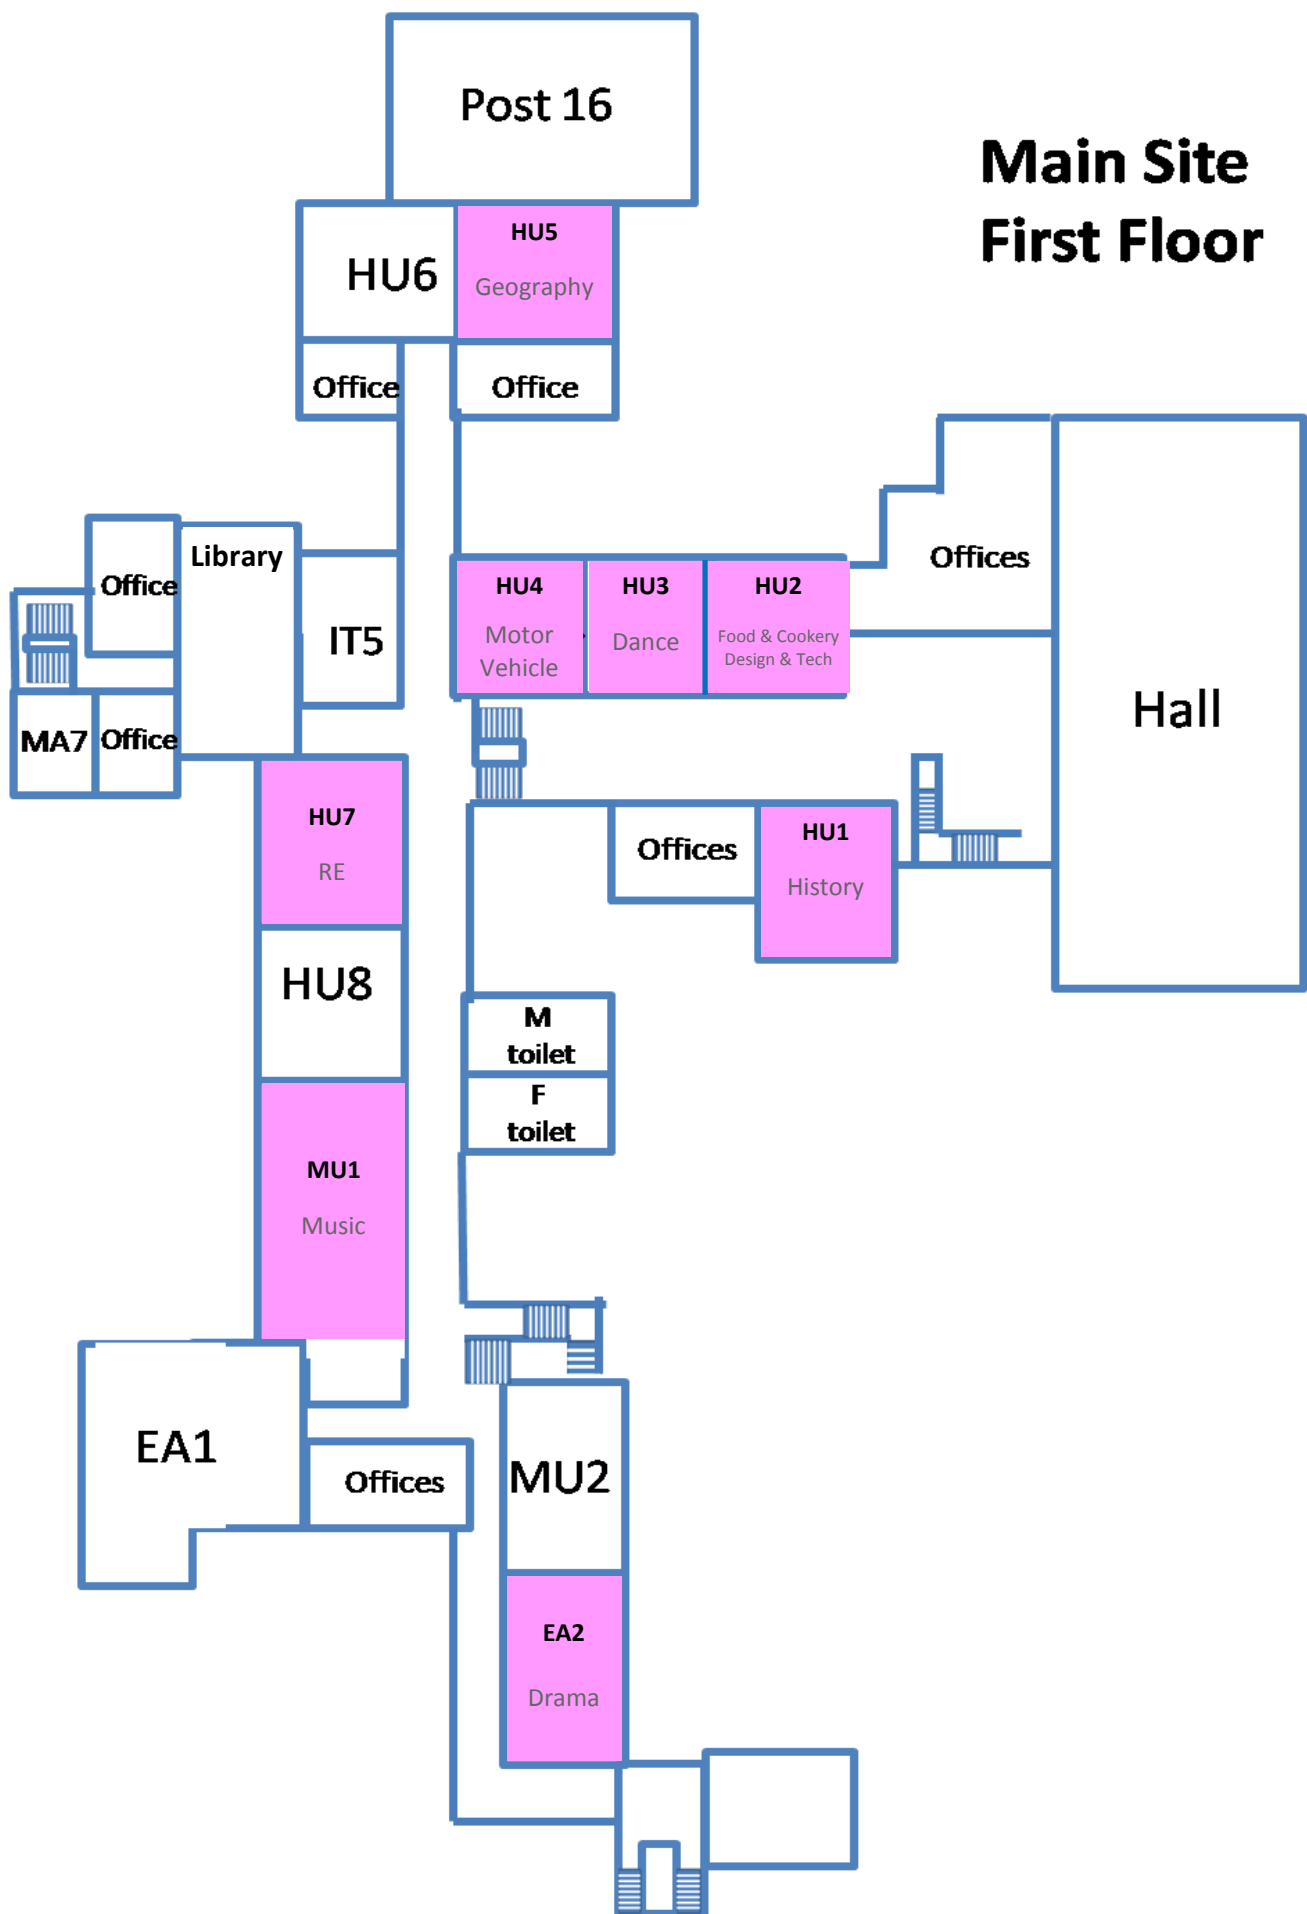 Post 16
Main Site
First Floor
HU5
HU6
Geography
Office
Office
Library
Office
Offices
HU4
HU3
HU2
IT5
Motor
Vehicle
Dance
Food & Cookery
Design & Tech
Hall
MA7
Office
HU7
RE
Offices
HU1
History
HU8
M
toilet
F
toilet
MU1
Music
EA1
Offices
MU2
EA2
Drama